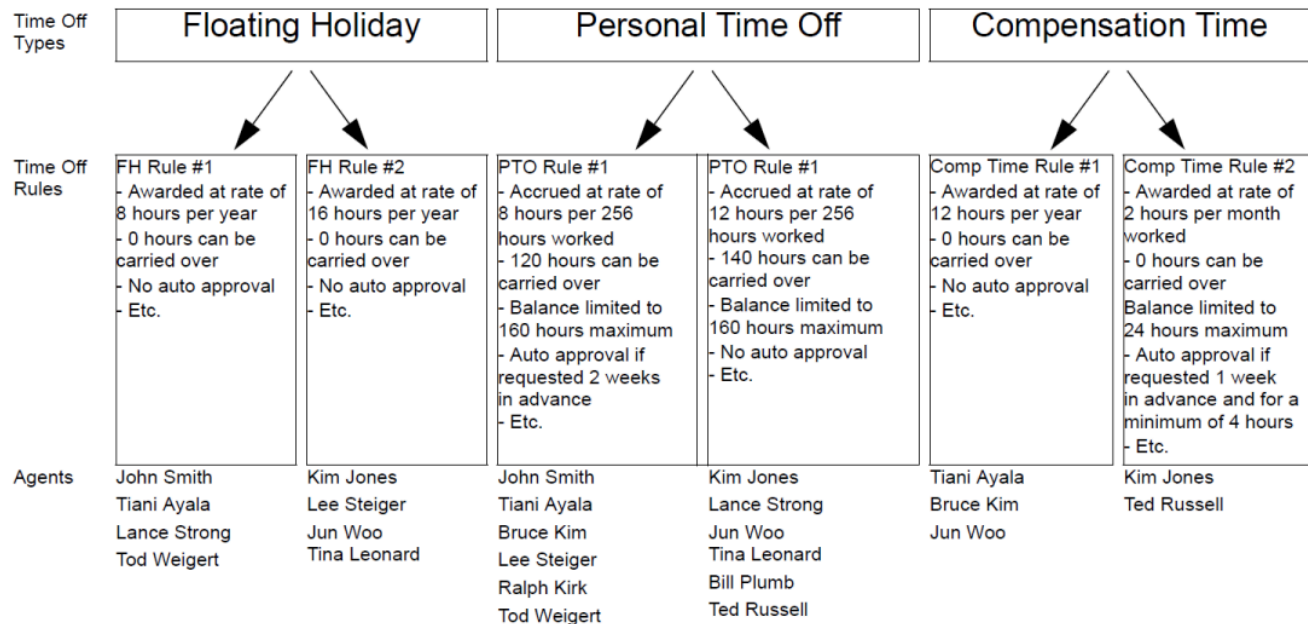 Time Off
Types
Floating Holiday
Personal Time Off
Compensation Time
Time Off
Rules
FH Rule #1
- Awarded at rate of
8 hours per year
- 0 hours can be
carried over
- No auto approval
- Etc.
FH Rule #2
- Awarded at rate of
16 hours per year
- 0 hours can be
carried over
- No auto approval
- Etc.
PTO Rule #1
- Accrued at rate of
8 hours per 256
hours worked
- 120 hours can be
carried over
- Balance limited to
160 hours maximum
- Auto approval if
requested 2 weeks
in advance
- Etc.
PTO Rule #1
- Accrued at rate of
12 hours per 256
hours worked
- 140 hours can be
carried over
- Balance limited to
160 hours maximum
- No auto approval
- Etc.
Comp Time Rule #1
- Awarded at rate of
12 hours per year
- 0 hours can be
carried over
- No auto approval
- Etc.
Comp Time Rule #2
- Awarded at rate of
2 hours per month
worked
- 0 hours can be
carried over
Balance limited to
24 hours maximum
- Auto approval if
requested 1 week
in advance and for a
minimum of 4 hours
- Etc.
Agents
John Smith
Tiani Ayala
Lance Strong
Tod Weigert
Kim Jones
Lee Steiger
Jun Woo
Tina Leonard
John Smith
Tiani Ayala
Bruce Kim
Lee Steiger
Ralph Kirk
Tod Weigert
Kim Jones
Lance Strong
Jun Woo
Tina Leonard
Bill Plumb
Ted Russell
Tiani Ayala
Bruce Kim
Jun Woo
Kim Jones
Ted Russell